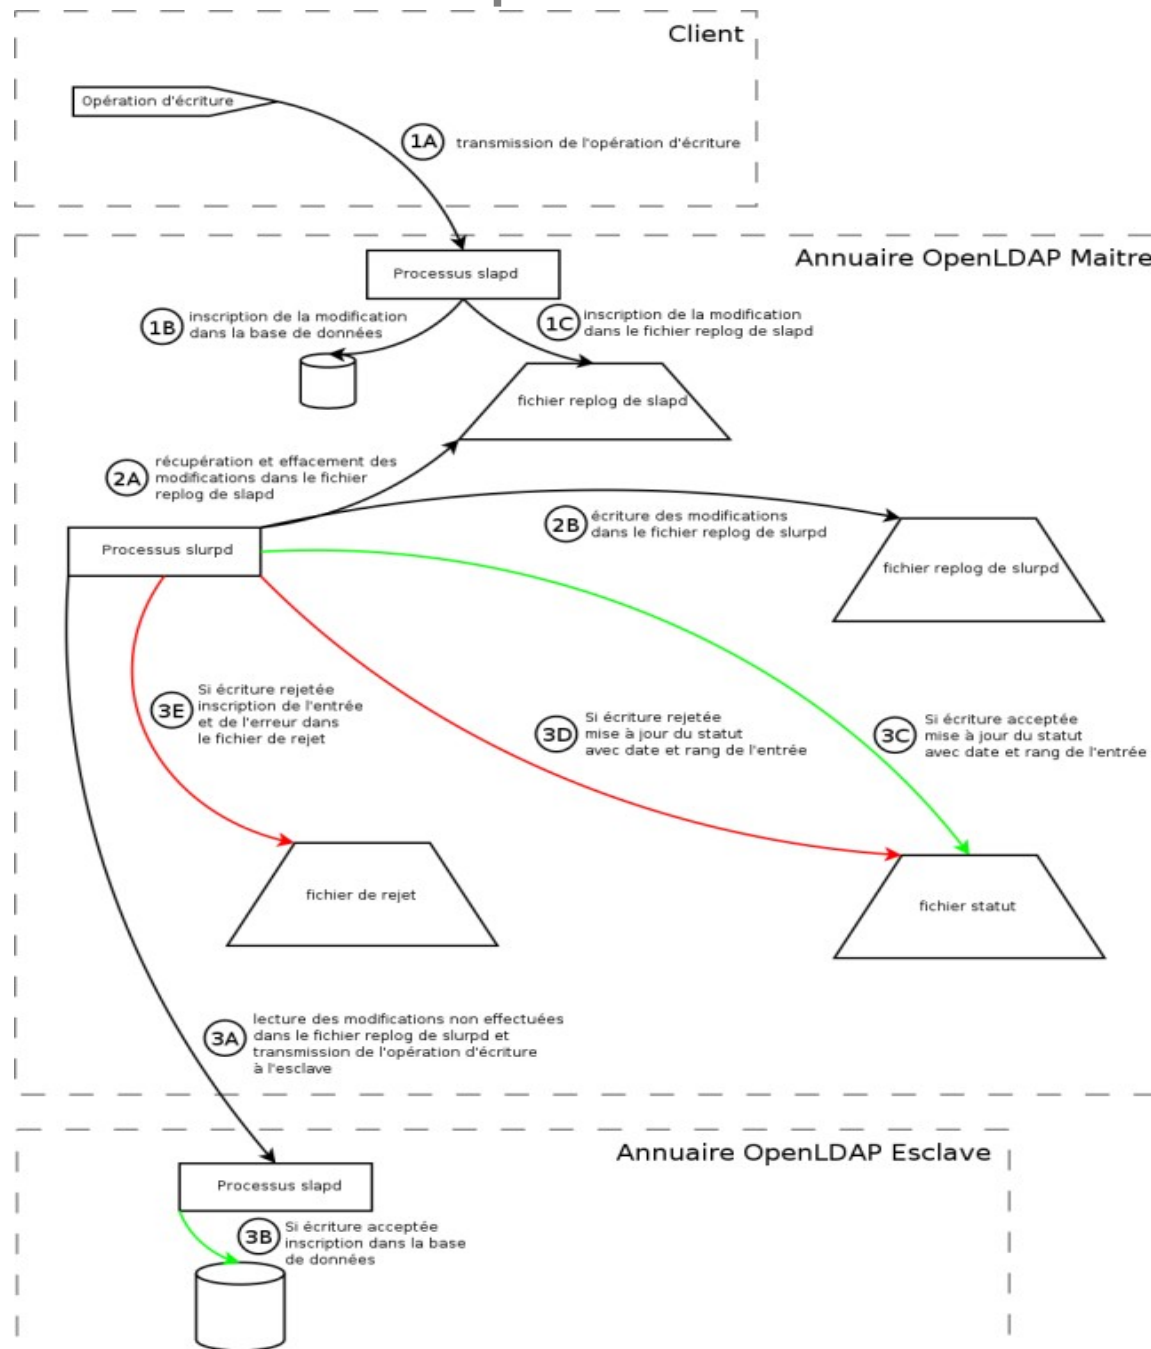 Client
Opération d'écriture
1A
transmission de l'opération d'écriture
Annuaire OpenLDAP Maitre
Processus slapd
1B
inscription de la modification
dans la base de données
1C
inscription de la modification
dans le fichier replog de slapd
fichier replog de slapd
2A
récupération et effacement des
modifications dans le fichier
replog de slapd
2B
écriture des modifications
dans le fichier replog de slurpd
Processus slurpd
fichier replog de slurpd
3E
Si écriture rejetée
inscription de l'entrée
et de l'erreur dans
le fichier de rejet
3D
Si écriture rejetée
mise à jour du statut
avec date et rang de l'entrée
3C
Si écriture acceptée
mise à jour du statut
avec date et rang de l'entrée
fichier de rejet
fichier statut
3A
lecture des modifications non effectuées
dans le fichier replog de slurpd et
transmission de l'opération d'écriture
à l'esclave
Annuaire OpenLDAP Esclave
Processus slapd
3B
Si écriture acceptée
inscription dans la base
de données